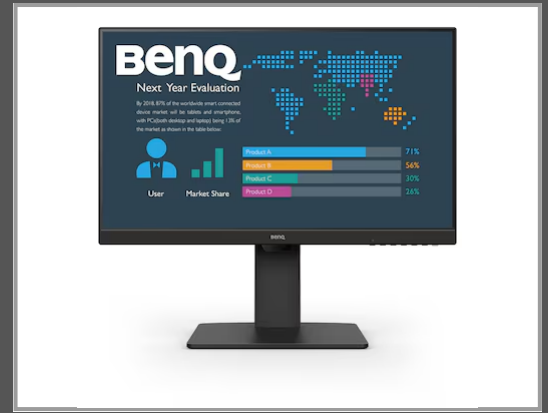 BenQ
Next Year Evaluation
By 2018, 87% of the worldwide smart connected
device market will be tablets and smartphone,
with PCs(both desktop and laptop) being 13% of
the market as shown in the table below:
Product A 71%
Product B 56%
Product C 30%
Product D 26%
User Market Share
BenQ